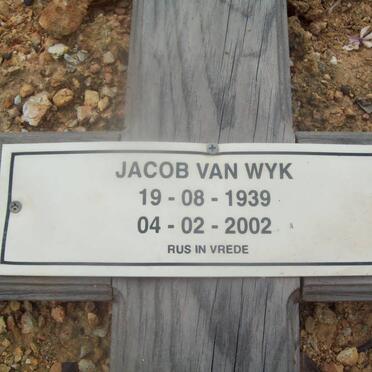 JACOB VAN WYK
19 - 08 - 1939
04 - 02 - 2002
RUS IN VREDE